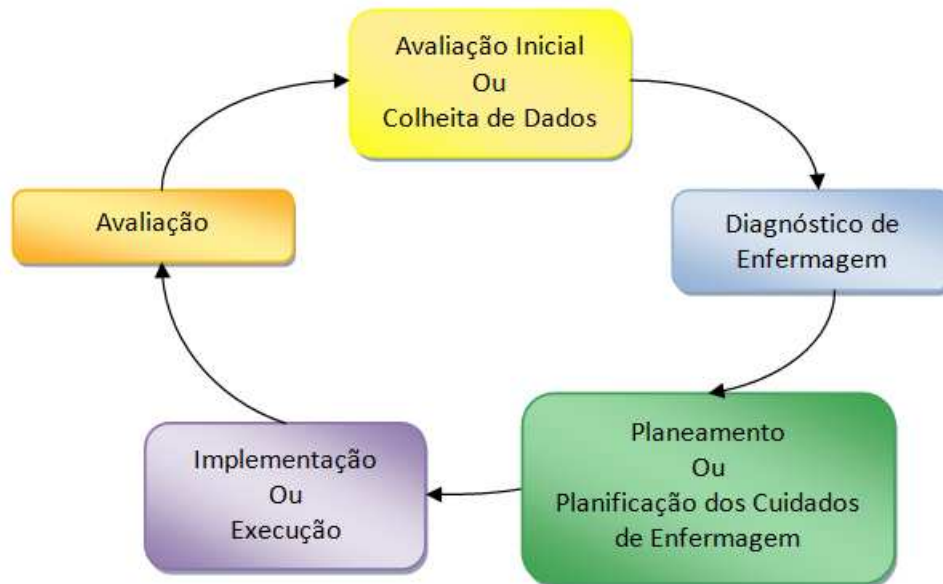 Avaliação Inicial
Ou
Colheita de Dados
Diagnóstico de
Enfermagem
Planeamento
Ou
Planificação dos Cuidados
de Enfermagem
Implementação
Ou
Execução
Avaliação